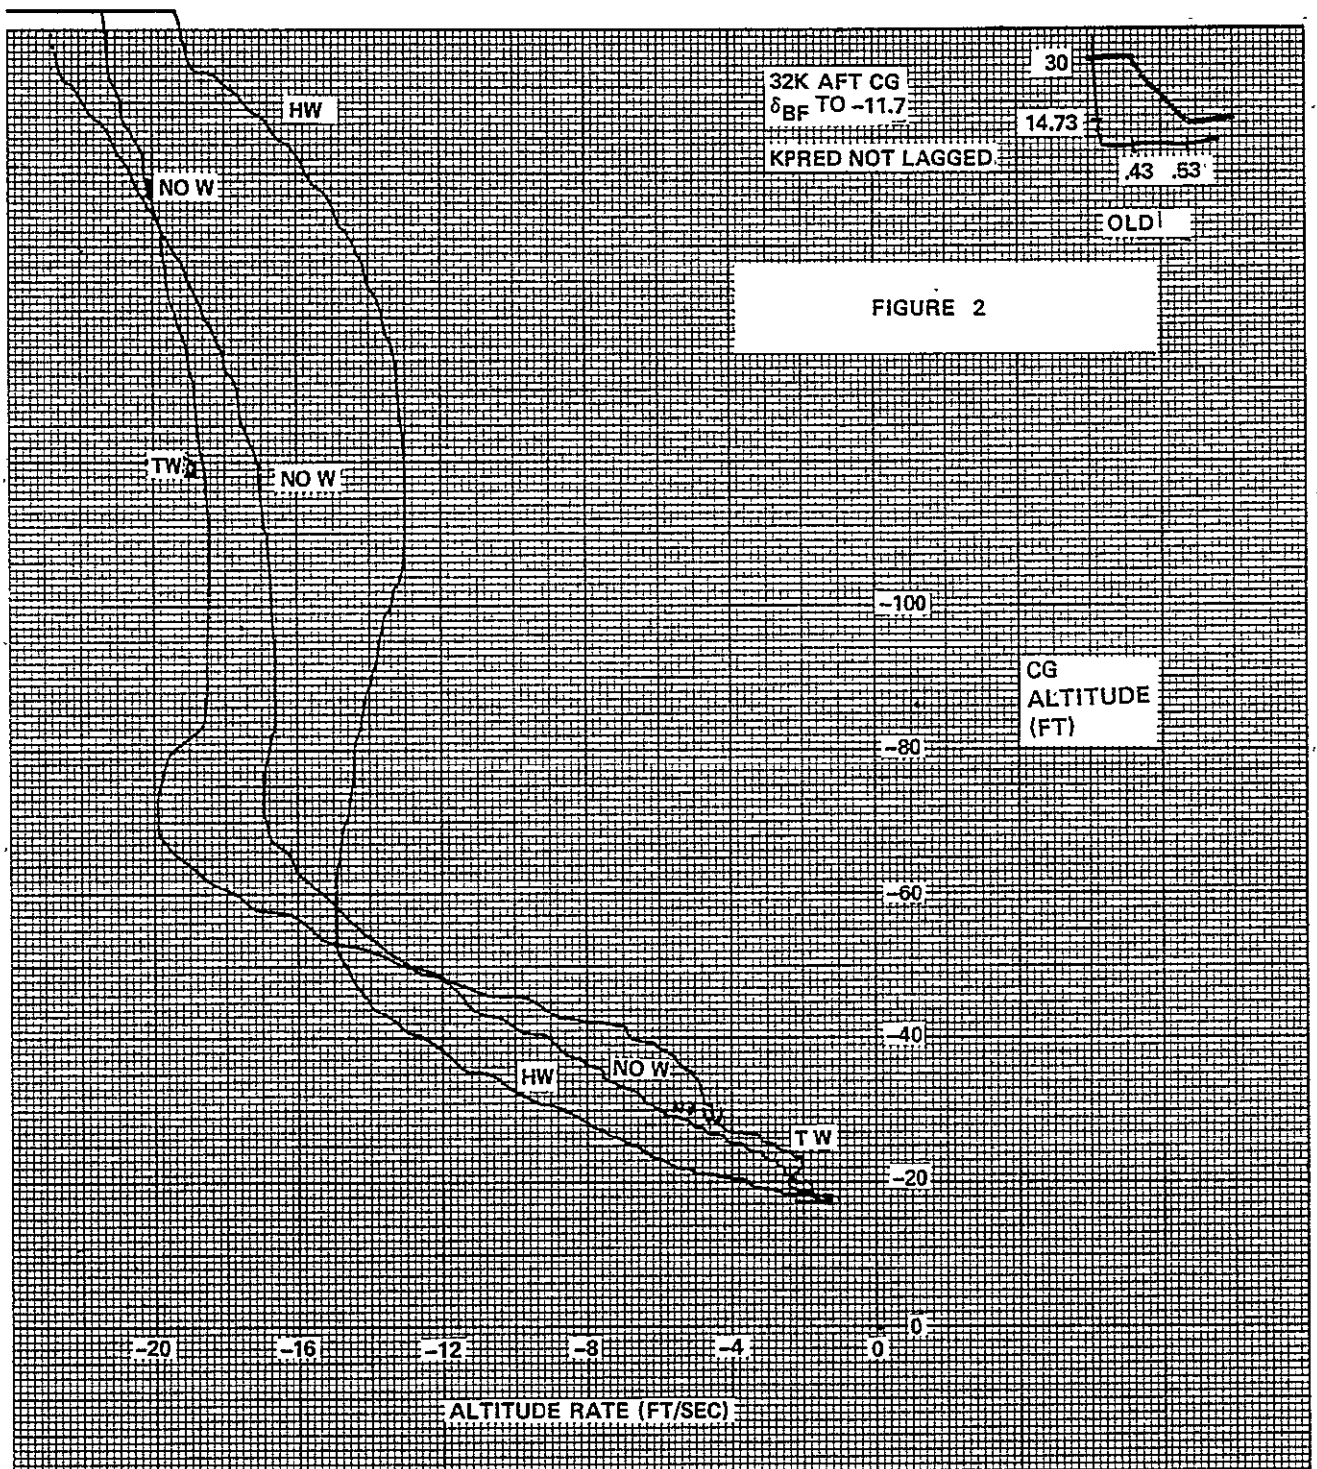 32K AFT CG
δBF TO -11.7
KPRED NOT LAGGED
30
14.73
.43 .53
OLD
HW
NO W
FIGURE 2
TW
NO W
-100
CG
ALTITUDE
(FT)
-80
-60
-40
NO W
HW
TW
-20
0
-20 -16 -12 -8 -4 0
ALTITUDE RATE (FT/SEC)